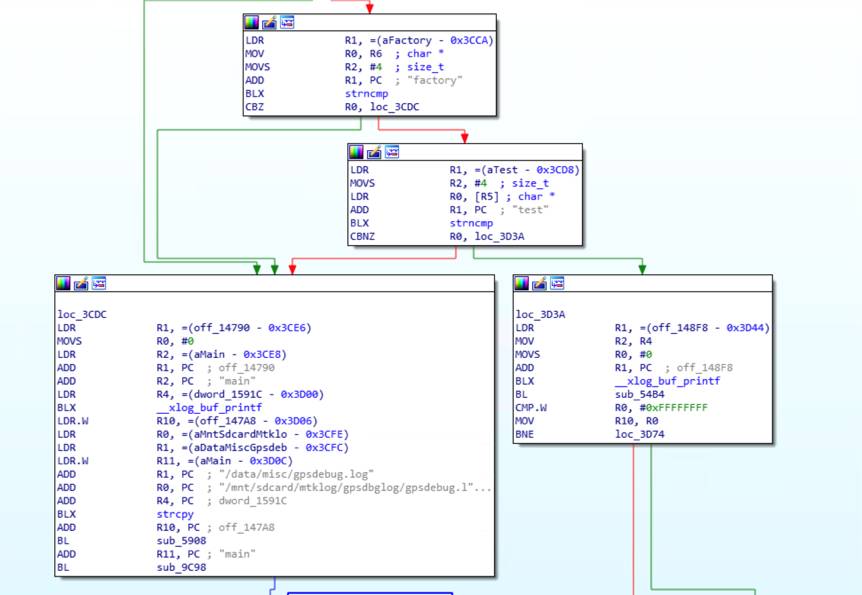 LDR R1, =(aFactory - 0x3CCA)
MOV R0, R6 ; char *
MOVS R2, #4 ; size_t
ADD R1, PC ; "factory"
BLX strncmp
CBZ R0, loc_3CDC
LDR R1, =(aTest - 0x3CD8)
MOVS R2, #4 ; size_t
LDR R0, [R5] ; char *
ADD R1, PC ; "test"
BLX strncmp
CBNZ R0, loc_3D3A
loc_3CDC
LDR R1, =(off_14790 - 0x3CE6)
MOVS R0, #0
LDR R2, =(aMain - 0x3CE8)
ADD R1, PC ; off_14790
ADD R2, PC ; "main"
LDR R4, =(dword_1591C - 0x3D00)
BLX __xlog_buf_printf
LDR.W R10, =(off_147A8 - 0x3D06)
LDR R0, =(aMntSdcardMtklo - 0x3CFE)
LDR R1, =(aDataMiscGpsdeb - 0x3CFC)
LDR.W R11, =(aMain - 0x3D0C)
ADD R1, PC ; "/data/misc/gpsdebug.log"
ADD R0, PC ; "/mnt/sdcard/mtklog/gpsdbglog/gpsdebug.l"...
ADD R4, PC ; dword_1591C
BLX strcpy
ADD R10, PC ; off_147A8
BL sub_5908
ADD R11, PC ; "main"
BL sub_9C98
loc_3D3A
LDR R1, =(off_148F8 - 0x3D44)
MOV R2, R4
MOVS R0, #0
ADD R1, PC ; off_148F8
BLX __xlog_buf_printf
BL sub_54B4
CMP.W R0, #0xFFFFFFFF
MOV R10, R0
BNE loc_3D74